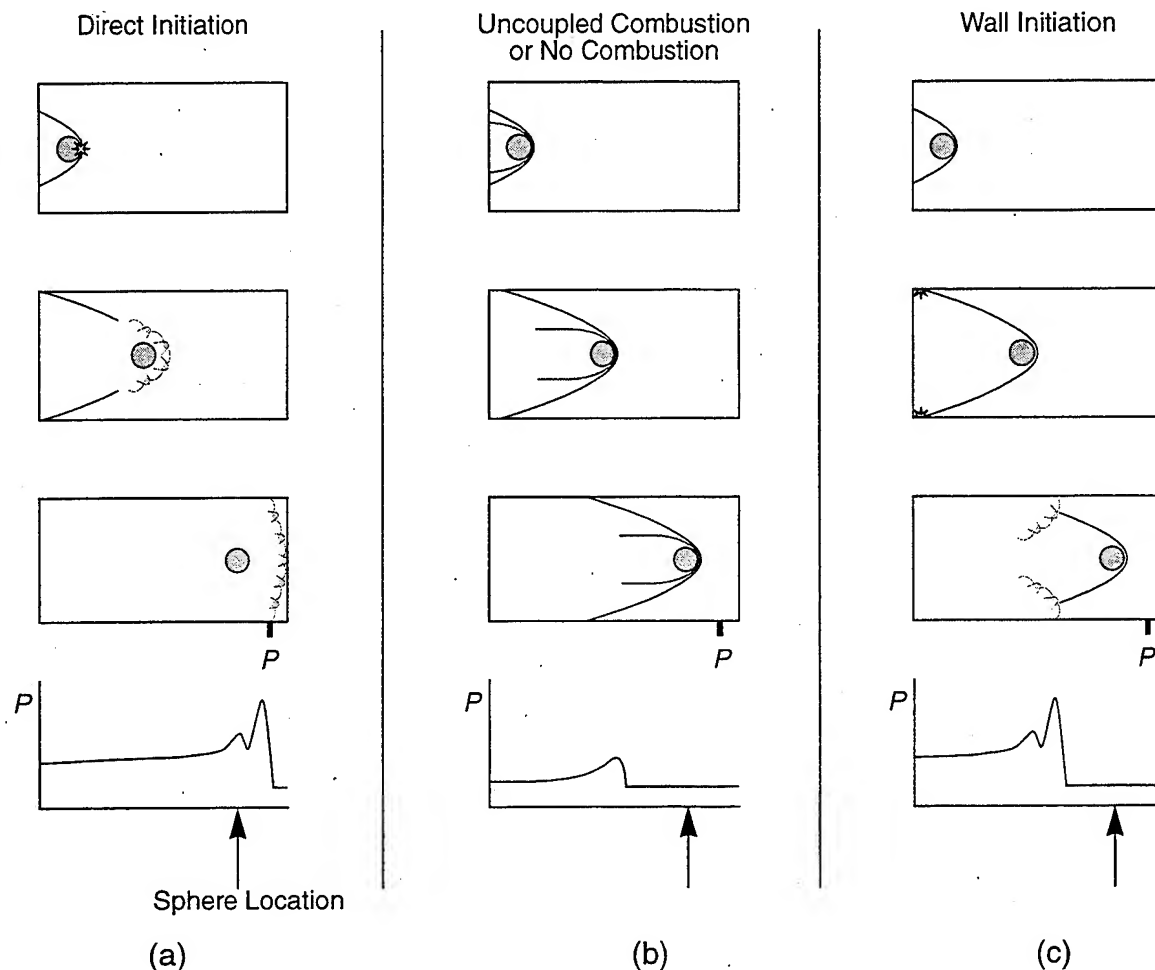 Direct Initiation
Uncoupled Combustion
or No Combustion
Wall Initiation
P
P
P
P
P
P
Sphere Location
(a)
(b)
(c)